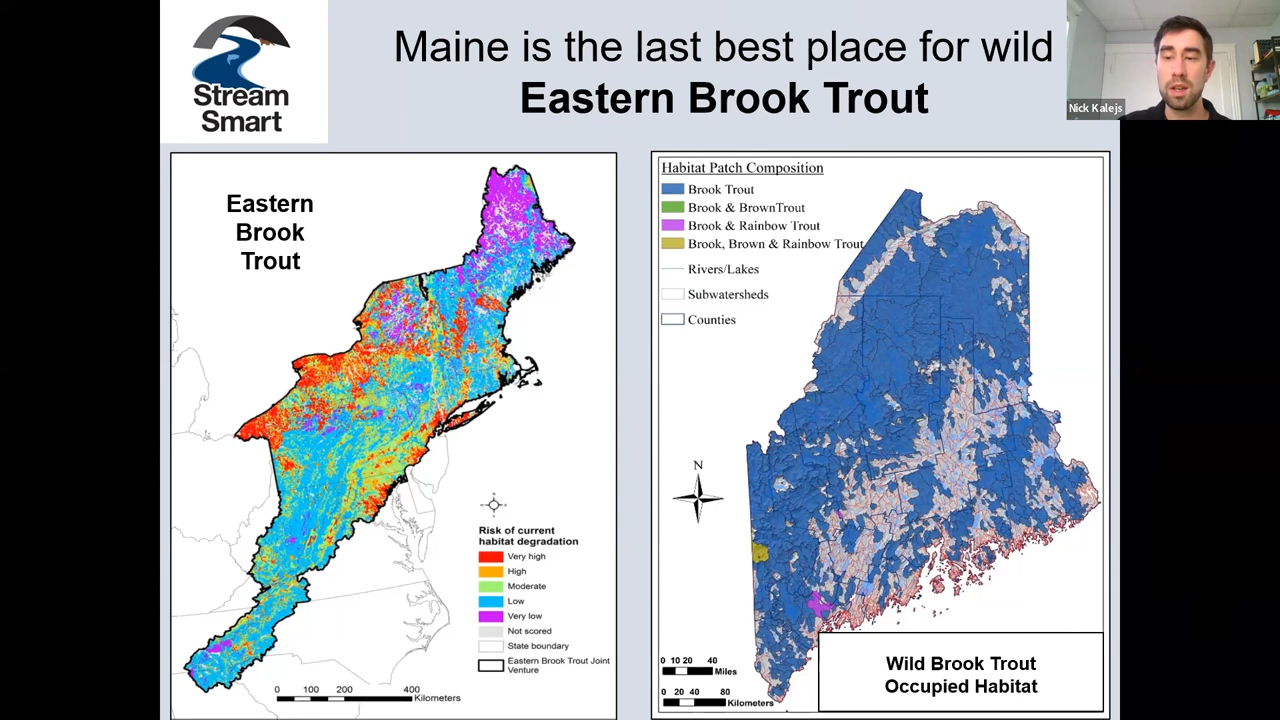 Stream
Smart
Maine is the last best place for wild
Eastern Brook Trout
Nick Kalejs
Eastern
Brook
Trout
Risk of current
habitat degradation
Very high
High
Moderate
Low
Very low
Not scored
State boundary
Eastern Brook Trout Joint
Venture
0 100 200 400
Kilometers
Habitat Patch Composition
Brook Trout
Brook & BrownTrout
Brook & Rainbow Trout
Brook, Brown & Rainbow Trout
Rivers/Lakes
Subwatersheds
Counties
N
0 10 20 40
Miles
0 20 40 80
Kilometers
Wild Brook Trout
Occupied Habitat